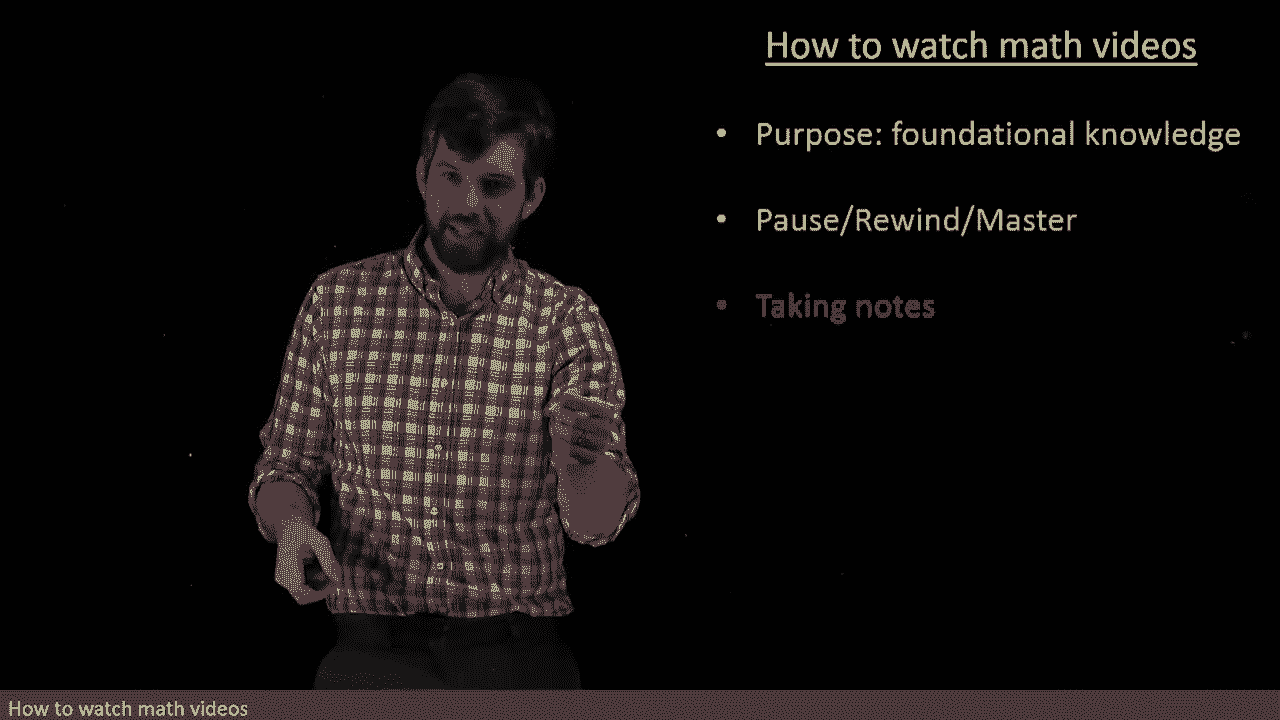 How to watch math videos
• Purpose: foundational knowledge
• Pause/Rewind/Master
• Taking notes
How to watch math videos